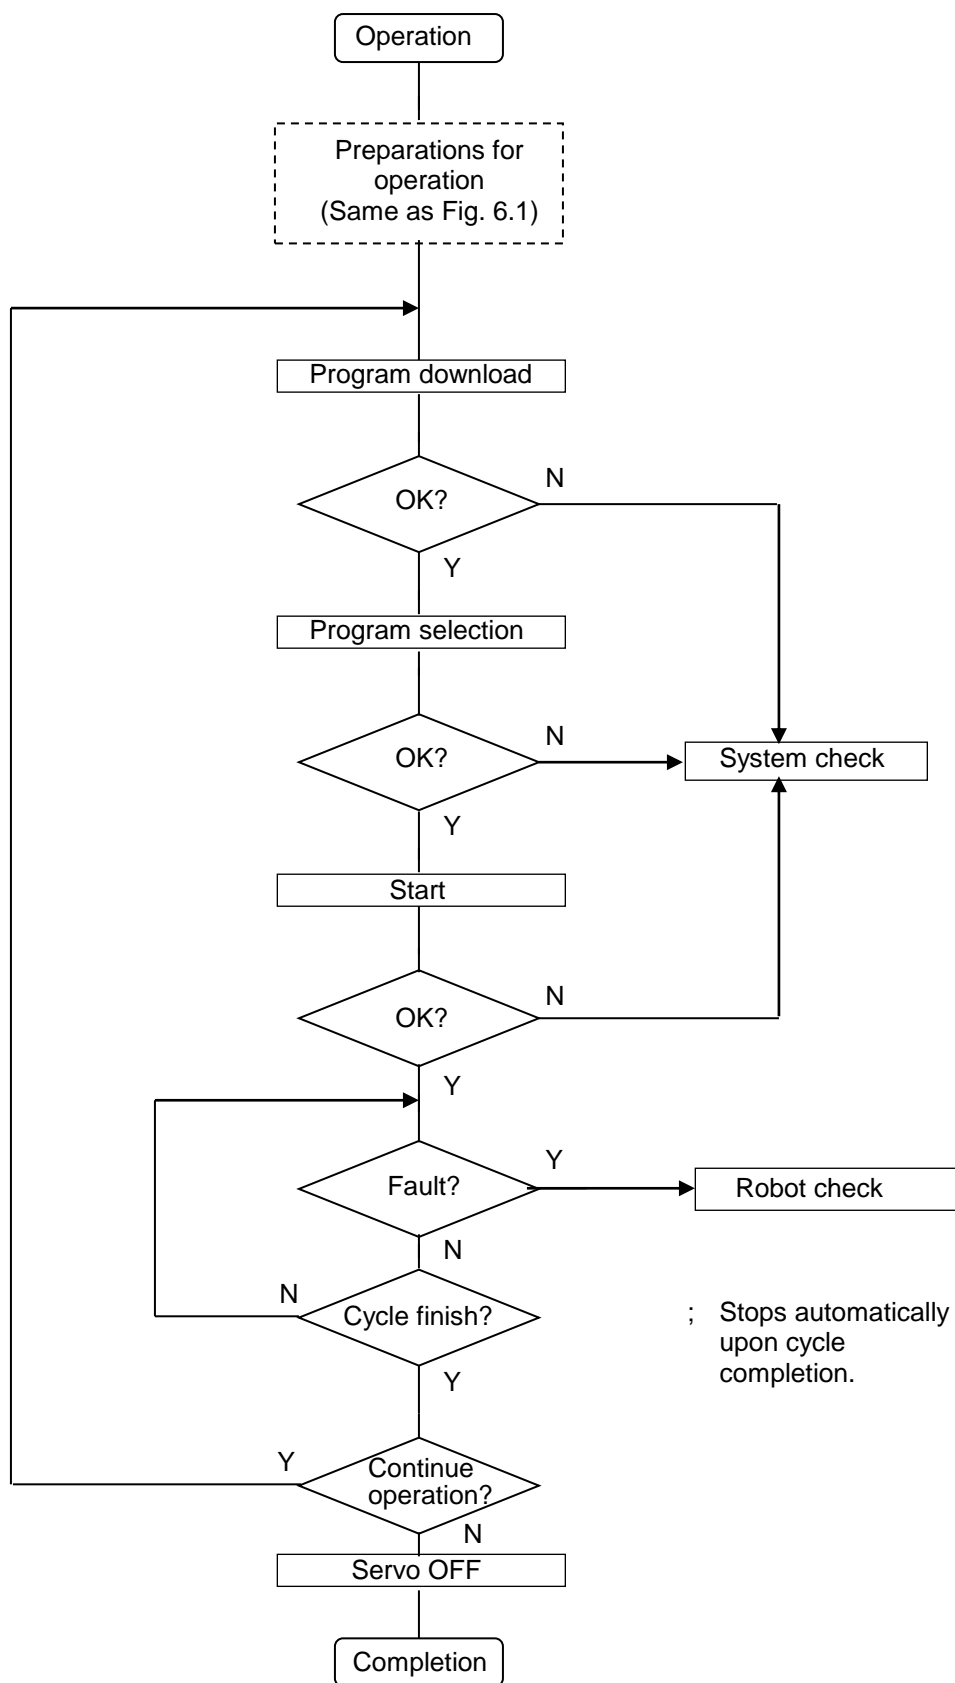 Operation
Preparations for
operation
(Same as Fig. 6.1)
Program download
OK?
N
Y
Program selection
OK?
N
System check
Y
Start
OK?
N
Y
Fault?
Y
Robot check
N
Cycle finish?
N
; Stops automatically
upon cycle
completion.
Y
Continue
operation?
Y
N
Servo OFF
Completion